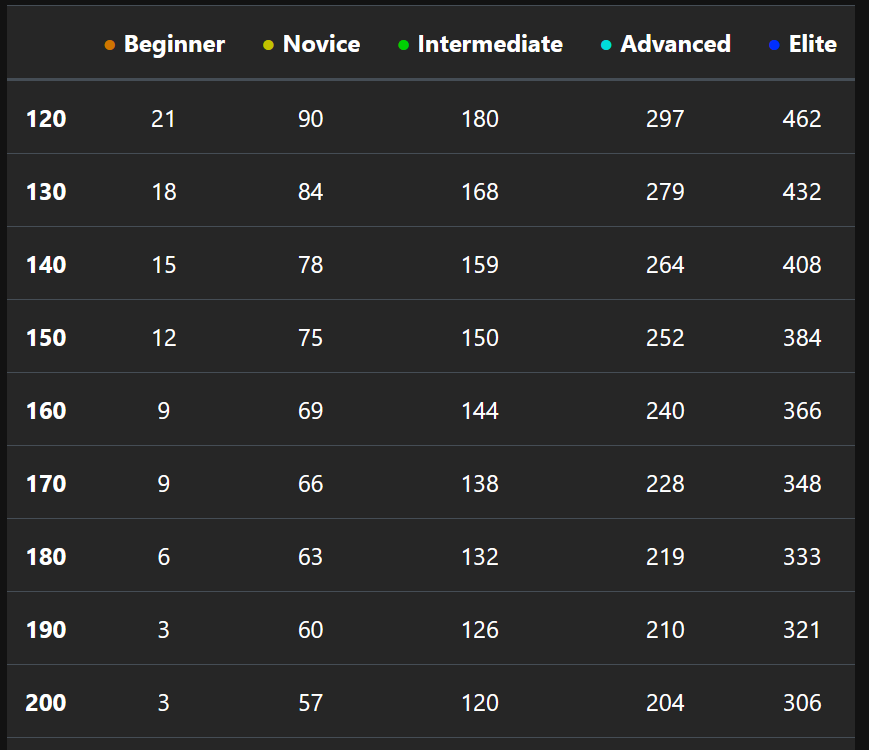 Beginner Novice Intermediate Advanced Elite
120 21 90 180 297 462
130 18 84 168 279 432
140 15 78 159 264 408
150 12 75 150 252 384
160 9 69 144 240 366
170 9 66 138 228 348
180 6 63 132 219 333
190 3 60 126 210 321
200 3 57 120 204 306